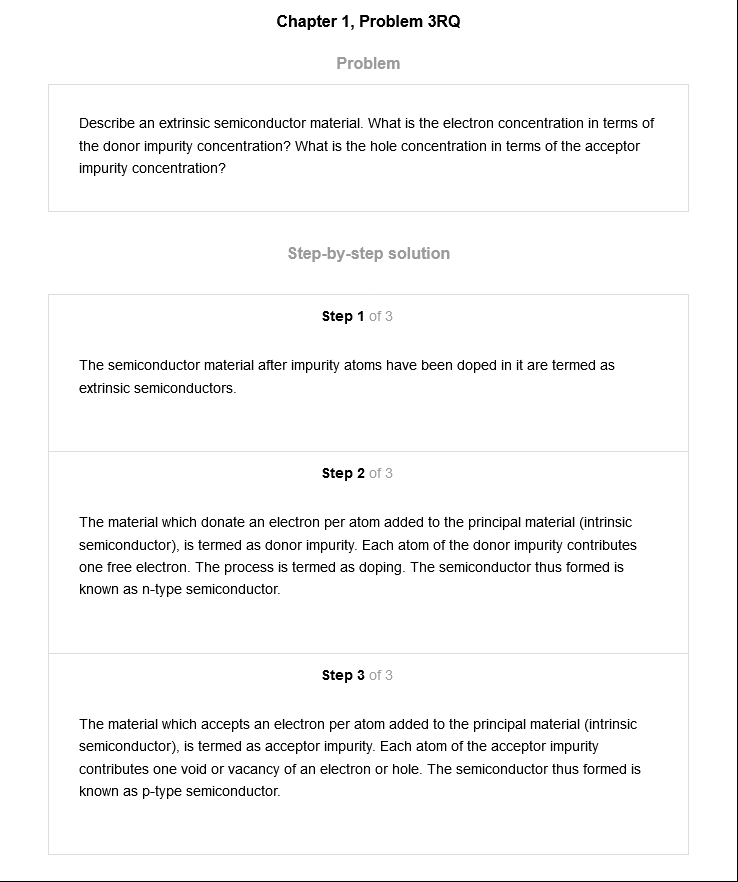 Chapter 1, Problem 3RQ
Problem
Describe an extrinsic semiconductor material. What is the electron concentration in terms of
the donor impurity concentration? What is the hole concentration in terms of the acceptor
impurity concentration?
Step-by-step solution
Step 1 of 3
The semiconductor material after impurity atoms have been doped in it are termed as
extrinsic semiconductors.
Step 2 of 3
The material which donate an electron per atom added to the principal material (intrinsic
semiconductor), is termed as donor impurity. Each atom of the donor impurity contributes
one free electron. The process is termed as doping. The semiconductor thus formed is
known as n-type semiconductor.
Step 3 of 3
The material which accepts an electron per atom added to the principal material (intrinsic
semiconductor), is termed as acceptor impurity. Each atom of the acceptor impurity
contributes one void or vacancy of an electron or hole. The semiconductor thus formed is
known as p-type semiconductor.